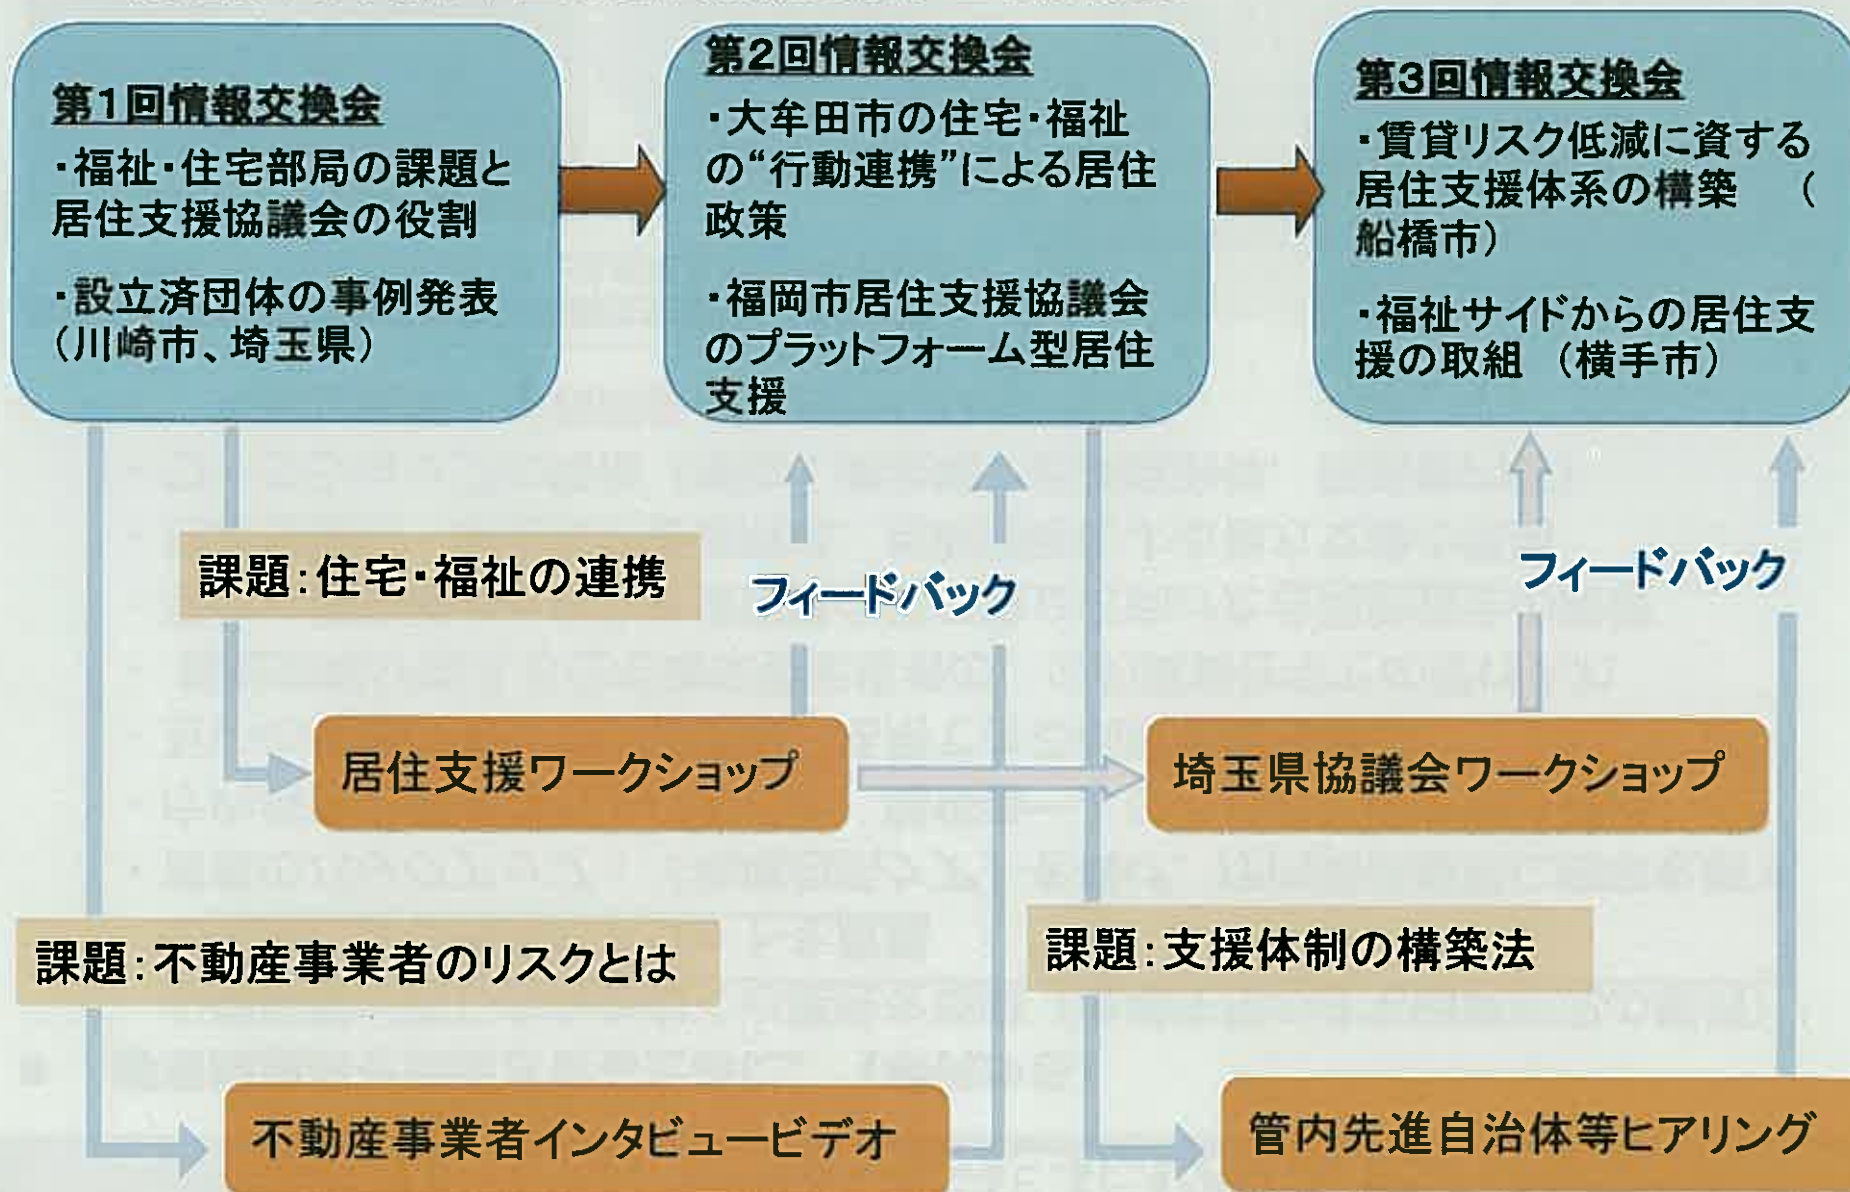 第1回情報交換会
・福祉・住宅部局の課題と
居住支援協議会の役割
・設立済団体の事例発表
（川崎市、埼玉県）
第2回情報交換会
・大牟田市の住宅・福祉
の“行動連携”による居住
政策
・福岡市居住支援協議会
のプラットフォーム型居住
支援
第3回情報交換会
・賃貸リスク低減に資する
居住支援体系の構築　（
船橋市）
・福祉サイドからの居住支
援の取組　（横手市）
課題：住宅・福祉の連携
フィードバック
フィードバック
居住支援ワークショップ
埼玉県協議会ワークショップ
課題：不動産事業者のリスクとは
課題：支援体制の構築法
不動産事業者インタビュービデオ
管内先進自治体等ヒアリング